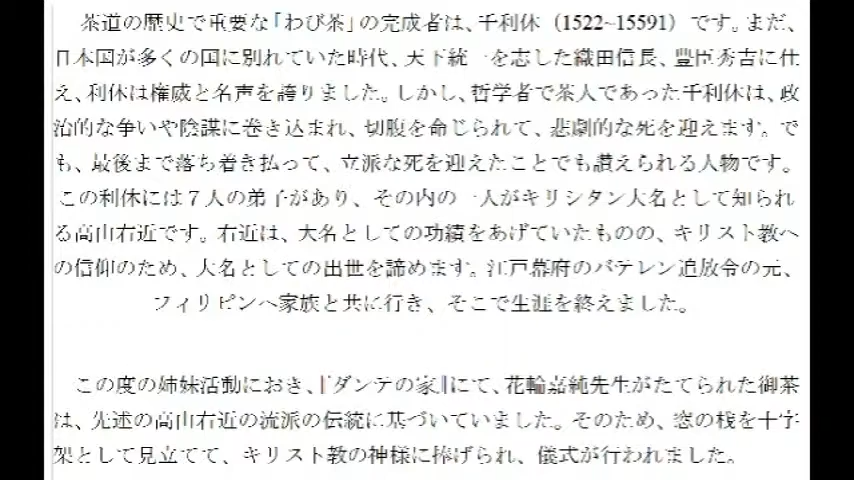 茶道の歴史で重要な「わび茶」の完成者は、千利休（1522~15591）です。まだ、
日本国が多くの国に別れていた時代、天下統一を志した織田信長、豊臣秀吉に仕
え、利休は権威と名声を誇りました。しかし、哲学者で茶人であった千利休は、政
治的な争いや陰謀に巻き込まれ、切腹を命じられて、悲劇的な死を迎えます。で
も、最後まで落ち着き払って、立派な死を迎えたことでも讃えられる人物です。
この利休には７人の弟子があり、その内の一人がキリシタン大名として知られ
る高山右近です。右近は、大名としての功績をあげていたものの、キリスト教へ
の信仰のため、大名としての出世を諦めます。江戸幕府のバテレン追放令の元、
フィリピンへ家族と共に行き、そこで生涯を終えました。
この度の姉妹活動におき、『ダンテの家』にて、花輪嘉純先生がたてられた御茶
は、先述の高山右近の流派の伝統に基づいていました。そのため、窓の桟を十字
架として見立てて、キリスト教の神様に捧げられ、儀式が行われました。